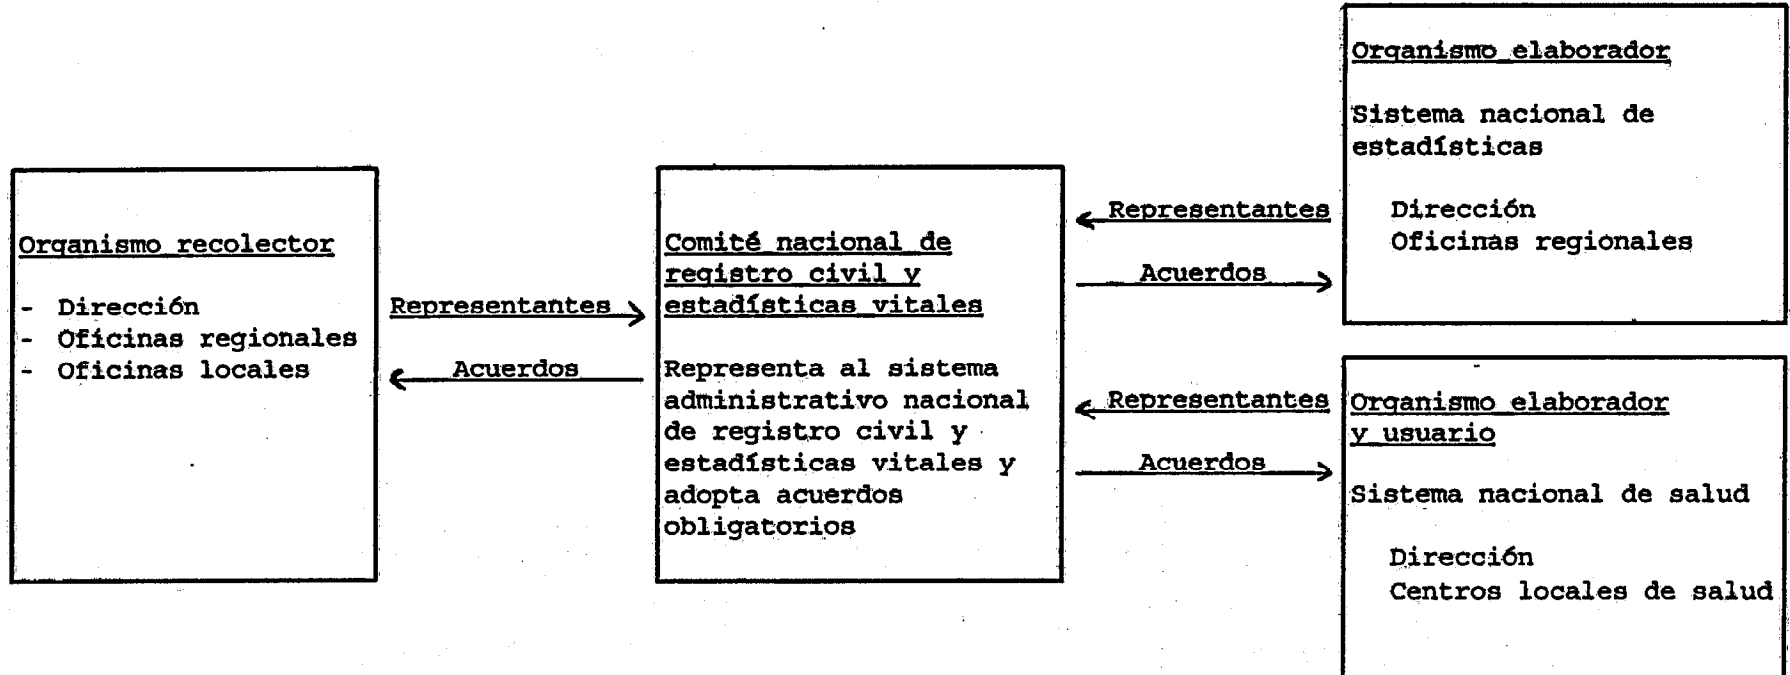 Organismo recolector
- Dirección
- Oficinas regionales
- Oficinas locales
Representantes
Acuerdos
Comité nacional de
registro civil y
estadísticas vitales
Representa al sistema
administrativo nacional
de registro civil y
estadísticas vitales y
adopta acuerdos
obligatorios
Representantes
Acuerdos
Organismo elaborador
Sistema nacional de
estadísticas
Dirección
Oficinas regionales
Representantes
Acuerdos
Organismo elaborador
y usuario
Sistema nacional de salud
Dirección
Centros locales de salud